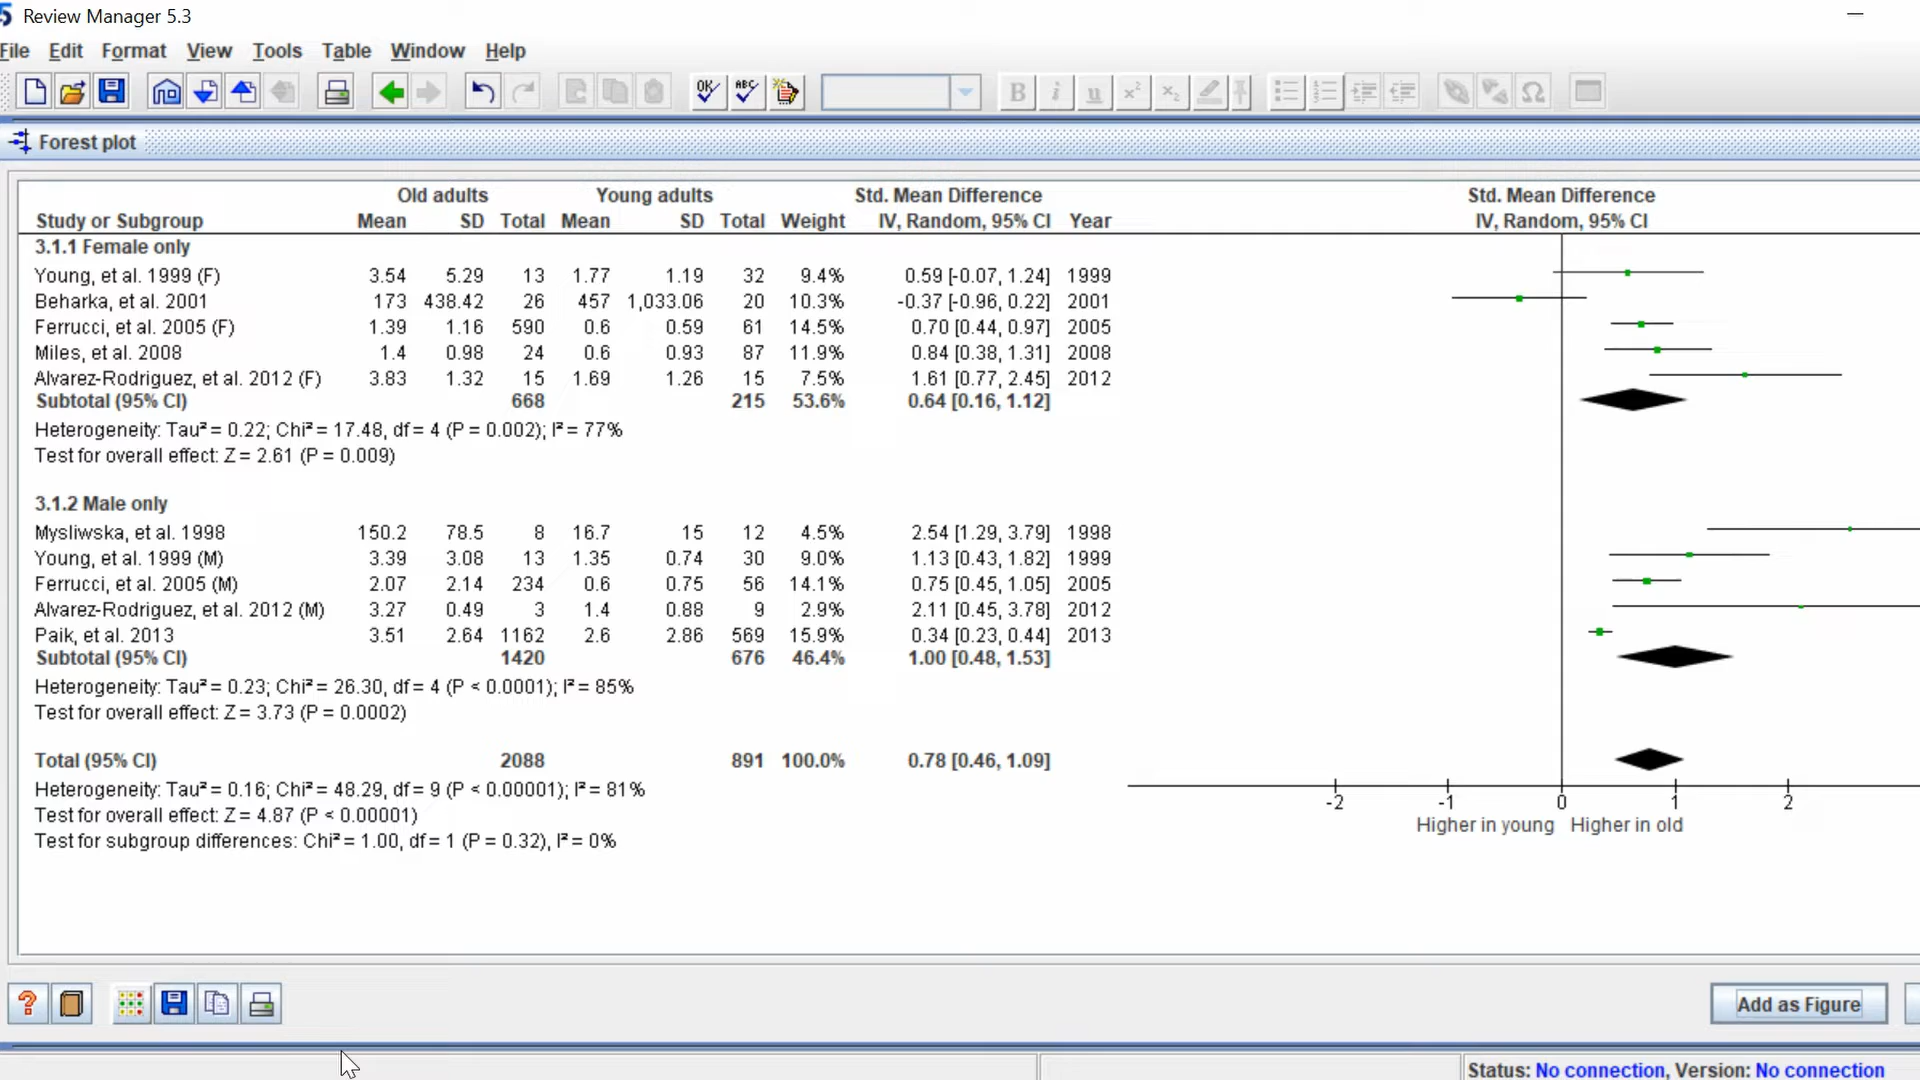 Review Manager 5.3
File Edit Format View Tools Table Window Help
OK ABC B i u x² x₂ Ω
Forest plot
Old adults Young adults Std. Mean Difference Std. Mean Difference
Study or Subgroup Mean SD Total Mean SD Total Weight IV, Random, 95% CI Year IV, Random, 95% CI
3.1.1 Female only
Young, et al. 1999 (F) 3.54 5.29 13 1.77 1.19 32 9.4% 0.59 [-0.07, 1.24] 1999
Beharka, et al. 2001 173 438.42 26 457 1,033.06 20 10.3% -0.37 [-0.96, 0.22] 2001
Ferrucci, et al. 2005 (F) 1.39 1.16 590 0.6 0.59 61 14.5% 0.70 [0.44, 0.97] 2005
Miles, et al. 2008 1.4 0.98 24 0.6 0.93 87 11.9% 0.84 [0.38, 1.31] 2008
Alvarez-Rodriguez, et al. 2012 (F) 3.83 1.32 15 1.69 1.26 15 7.5% 1.61 [0.77, 2.45] 2012
Subtotal (95% CI) 668 215 53.6% 0.64 [0.16, 1.12]
Heterogeneity: Tau² = 0.22; Chi² = 17.48, df = 4 (P = 0.002); I² = 77%
Test for overall effect: Z = 2.61 (P = 0.009)
3.1.2 Male only
Mysliwska, et al. 1998 150.2 78.5 8 16.7 15 12 4.5% 2.54 [1.29, 3.79] 1998
Young, et al. 1999 (M) 3.39 3.08 13 1.35 0.74 30 9.0% 1.13 [0.43, 1.82] 1999
Ferrucci, et al. 2005 (M) 2.07 2.14 234 0.6 0.75 56 14.1% 0.75 [0.45, 1.05] 2005
Alvarez-Rodriguez, et al. 2012 (M) 3.27 0.49 3 1.4 0.88 9 2.9% 2.11 [0.45, 3.78] 2012
Paik, et al. 2013 3.51 2.64 1162 2.6 2.86 569 15.9% 0.34 [0.23, 0.44] 2013
Subtotal (95% CI) 1420 676 46.4% 1.00 [0.48, 1.53]
Heterogeneity: Tau² = 0.23; Chi² = 26.30, df = 4 (P < 0.0001); I² = 85%
Test for overall effect: Z = 3.73 (P = 0.0002)
Total (95% CI) 2088 891 100.0% 0.78 [0.46, 1.09]
Heterogeneity: Tau² = 0.16; Chi² = 48.29, df = 9 (P < 0.00001); I² = 81%
Test for overall effect: Z = 4.87 (P < 0.00001)
Test for subgroup differences: Chi² = 1.00, df = 1 (P = 0.32), I² = 0%
-2 -1 0 1 2
Higher in young Higher in old
Add as Figure
Status: No connection, Version: No connection